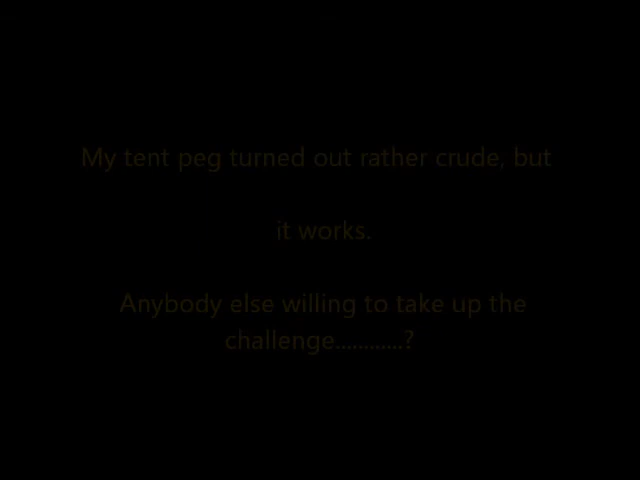 My tent peg turned out rather crude, but
it works.
Anybody else willing to take up the
challenge............?